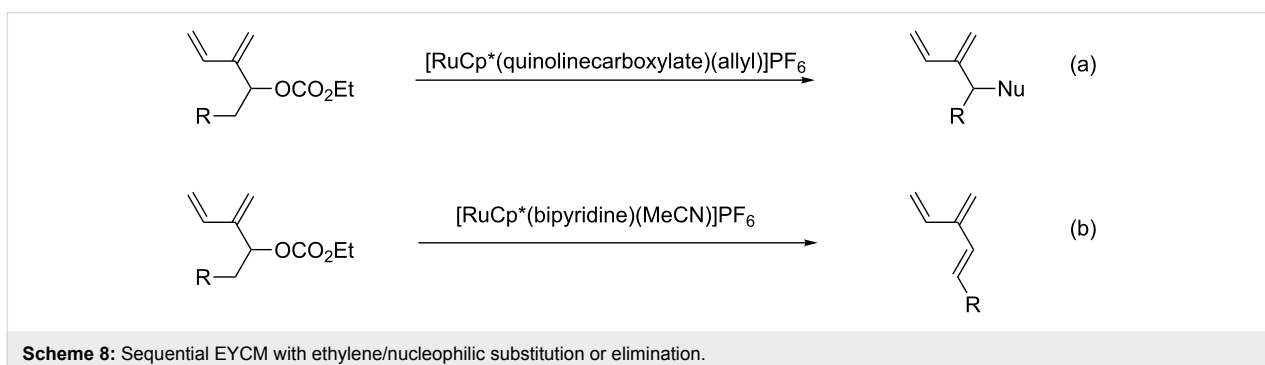 [RuCp*(quinolinecarboxylate)(allyl)]PF6
(a)
OCO2Et
R
Nu
R
[RuCp*(bipyridine)(MeCN)]PF6
(b)
OCO2Et
R
R
Scheme 8: Sequential EYCM with ethylene/nucleophilic substitution or elimination.